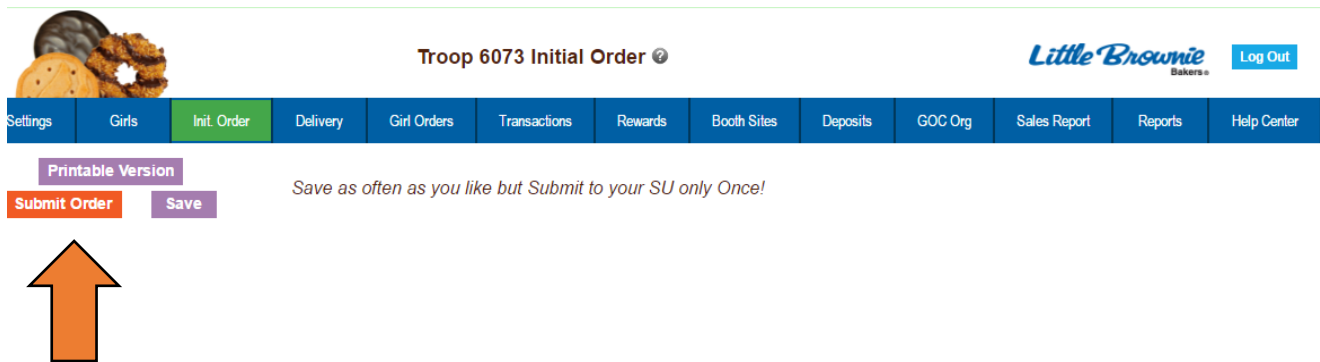 Troop 6073 Initial Order ?
Little Brownie
Bakers®
Log Out
Settings Girls Init. Order Delivery Girl Orders Transactions Rewards Booth Sites Deposits GOC Org Sales Report Reports Help Center
Printable Version
Submit Order Save
Save as often as you like but Submit to your SU only Once!